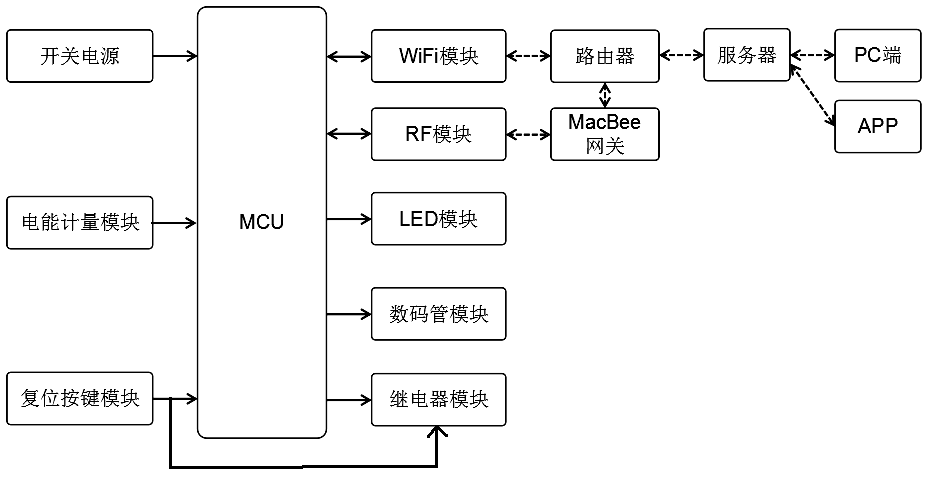 开关电源
WiFi模块
路由器
服务器
PC端
RF模块
MacBee
网关
APP
电能计量模块
MCU
LED模块
数码管模块
复位按键模块
继电器模块